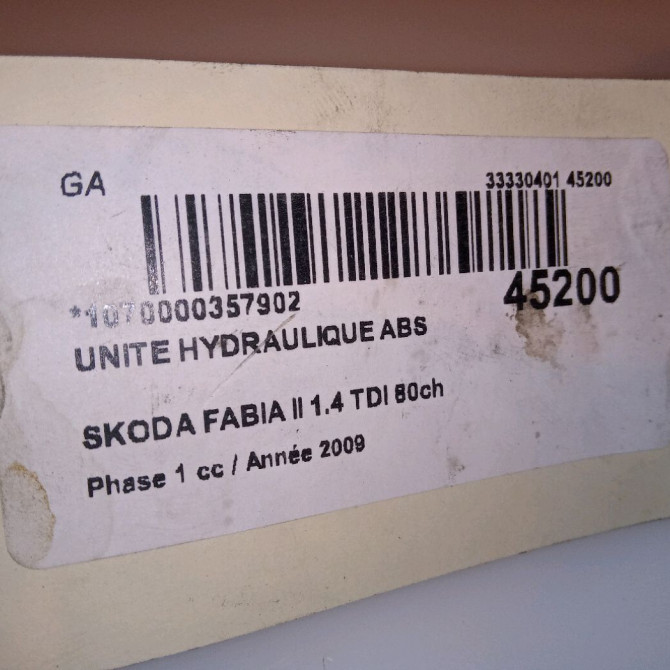 GA
33330401 45200
*1070000357902
45200
UNITE HYDRAULIQUE ABS
SKODA FABIA II 1.4 TDI 80ch
Phase 1 cc / Année 2009